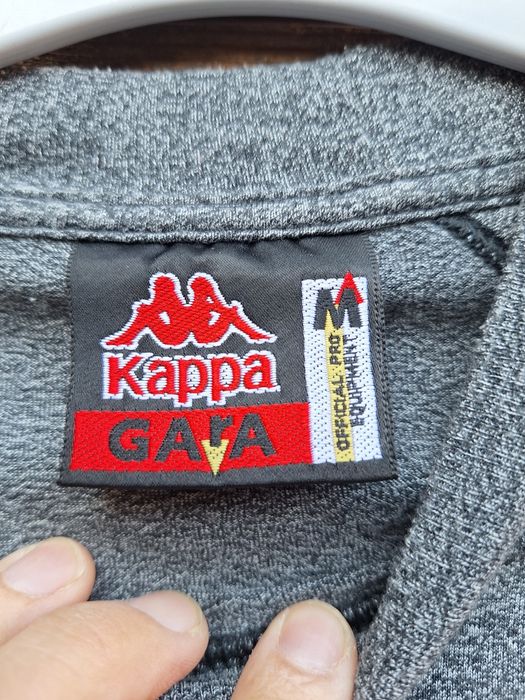 Kappa
GArA
M
OFFICIAL PRO
EQUIPMENT